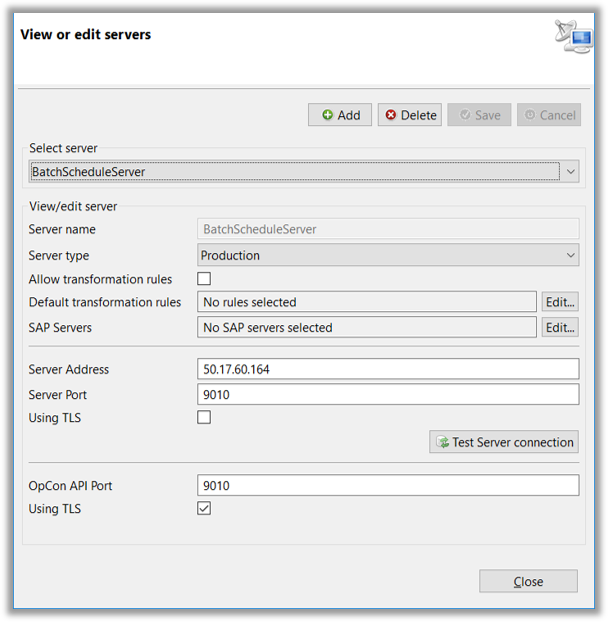 View or edit servers
Add Delete Save Cancel
Select server
BatchScheduleServer
View/edit server
Server name BatchScheduleServer
Server type Production
Allow transformation rules
Default transformation rules No rules selected Edit...
SAP Servers No SAP servers selected Edit...
Server Address 50.17.60.164
Server Port 9010
Using TLS
Test Server connection
OpCon API Port 9010
Using TLS
Close